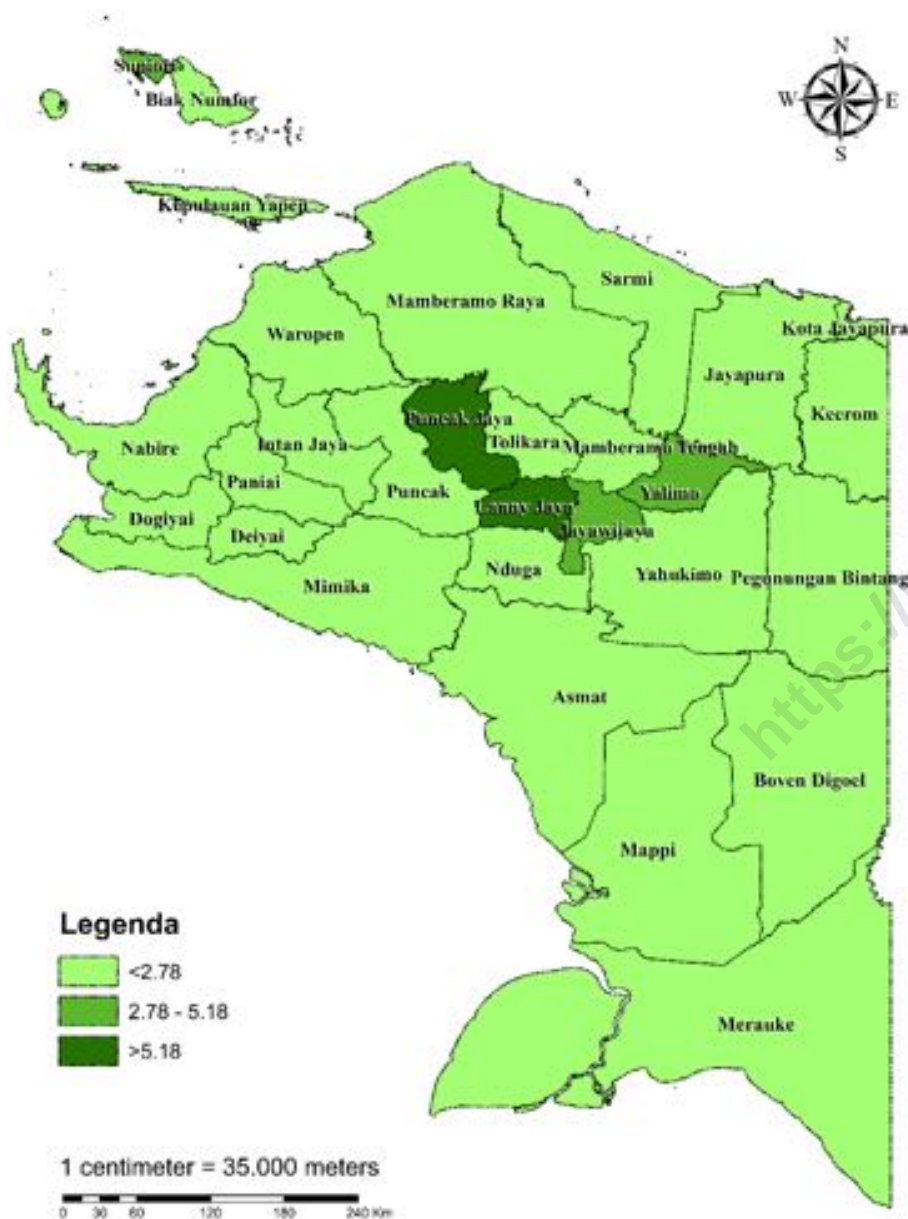 N
W E
S
Supiori
Biak Numfor
Kepulauan Yapen
Sarmi
Mamberamo Raya
Kota Jayapura
Waropen
Jayapura
Keerom
Puncak Jaya
Tolikara
Mamberamo Tengah
Intan Jaya
Nabire
Paniai
Puncak
Yalimo
Lanny Jaya
Dogiyai
Deiyai
Jayawijaya
Nduga
Yahukimo
Pegunungan Bintang
Mimika
https://
Asmat
Boven Digoel
Mappi
Legenda
<2.78
2.78 - 5.18
>5.18
Merauke
1 centimeter = 35.000 meters
0 30 60 120 180 240 Km